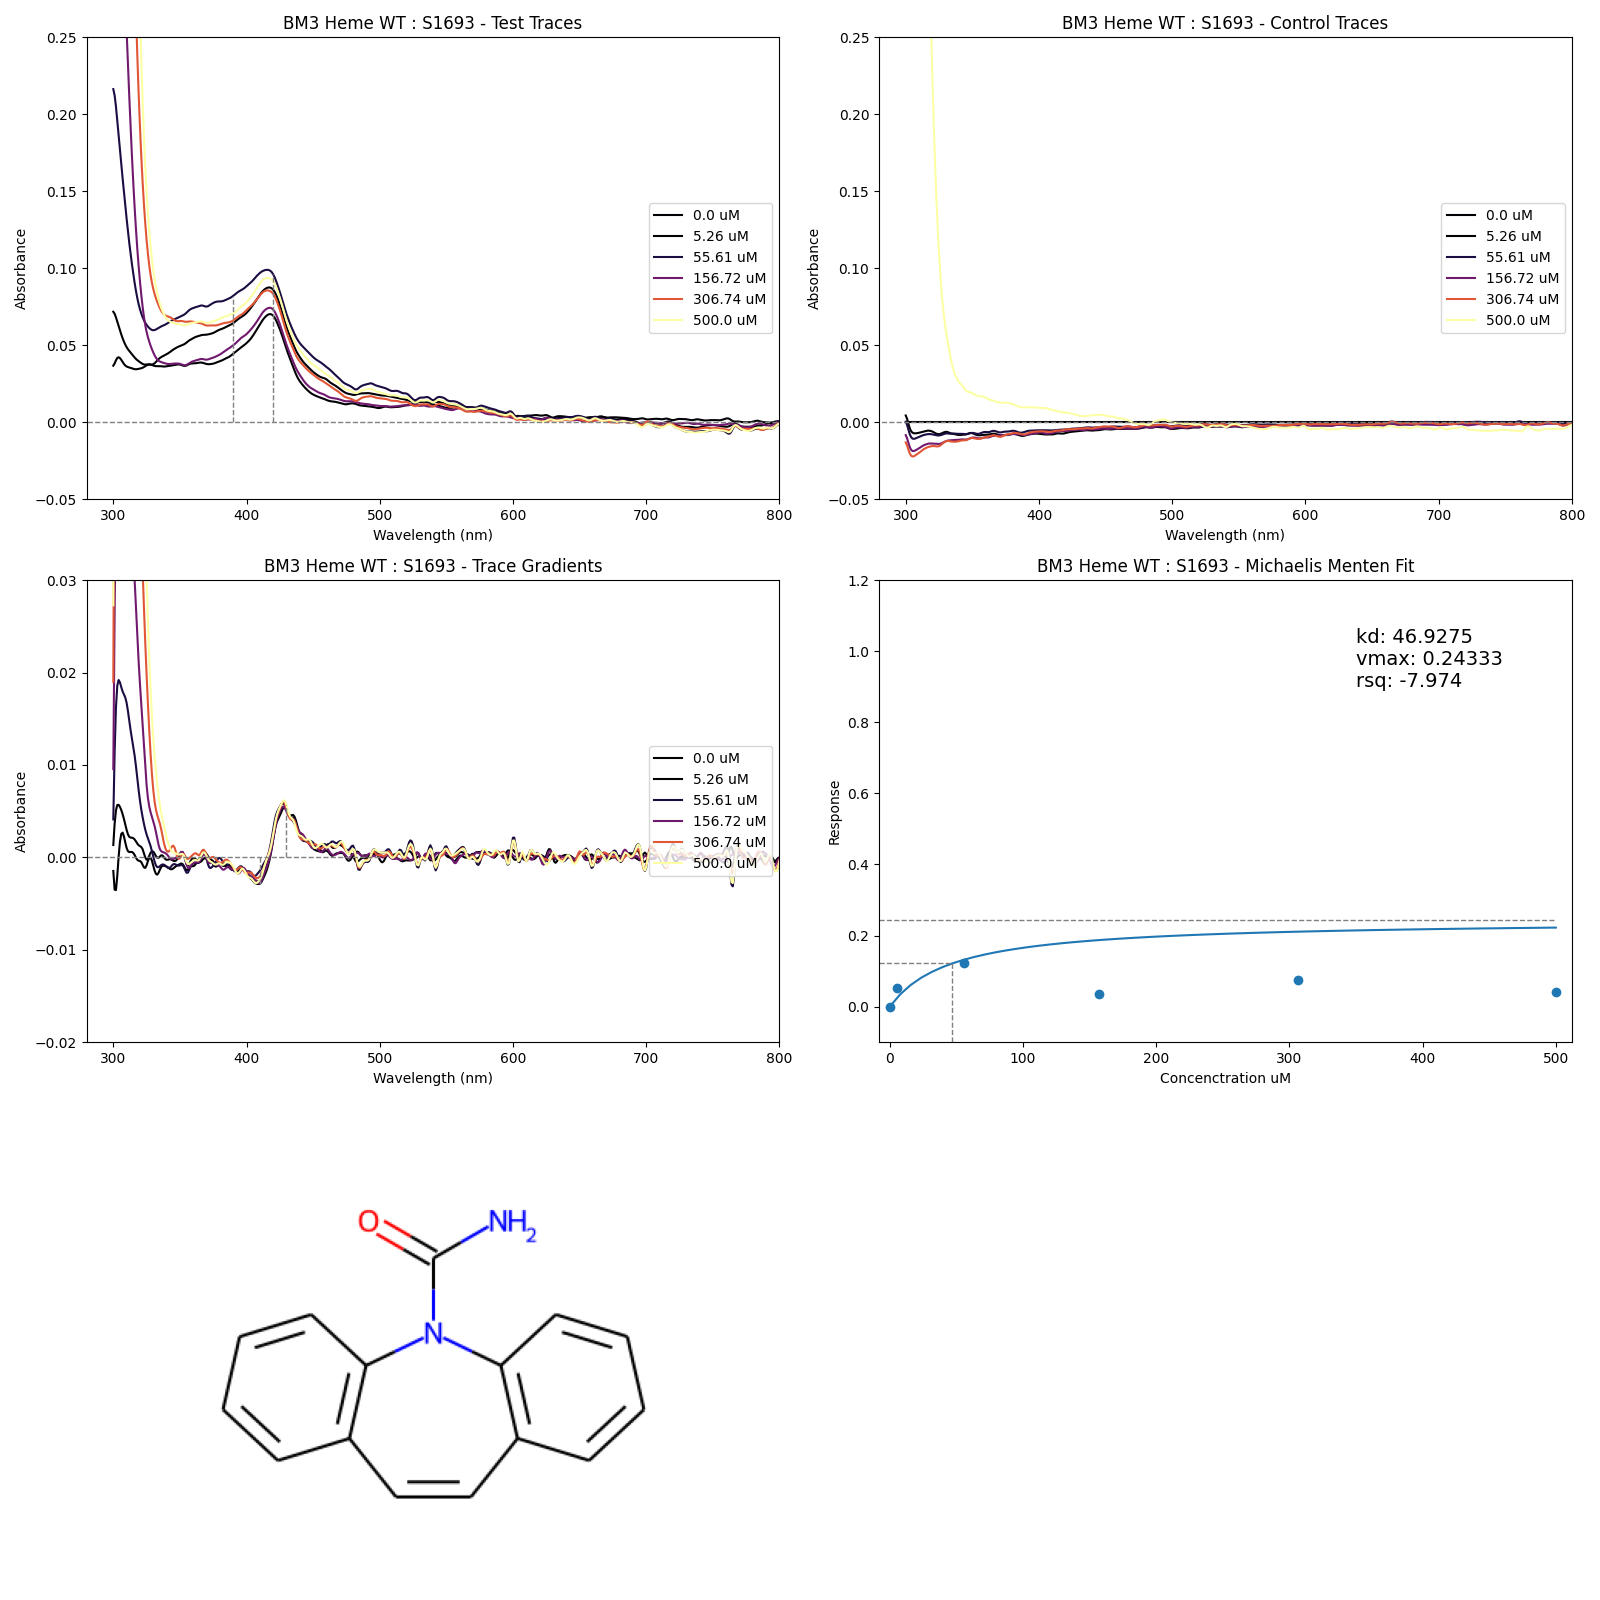 BM3 Heme WT : S1693 - Test Traces
0.25
0.20
0.15
0.10
0.05
0.00
−0.05
Absorbance
300 400 500 600 700 800
Wavelength (nm)
0.0 uM
5.26 uM
55.61 uM
156.72 uM
306.74 uM
500.0 uM
BM3 Heme WT : S1693 - Control Traces
0.25
0.20
0.15
0.10
0.05
0.00
−0.05
Absorbance
300 400 500 600 700 800
Wavelength (nm)
0.0 uM
5.26 uM
55.61 uM
156.72 uM
306.74 uM
500.0 uM
BM3 Heme WT : S1693 - Trace Gradients
0.03
0.02
0.01
0.00
−0.01
−0.02
Absorbance
300 400 500 600 700 800
Wavelength (nm)
0.0 uM
5.26 uM
55.61 uM
156.72 uM
306.74 uM
500.0 uM
BM3 Heme WT : S1693 - Michaelis Menten Fit
1.2
1.0
0.8
0.6
0.4
0.2
0.0
Response
kd: 46.9275
vmax: 0.24333
rsq: -7.974
0 100 200 300 400 500
Concenctration uM
O
NH2
N